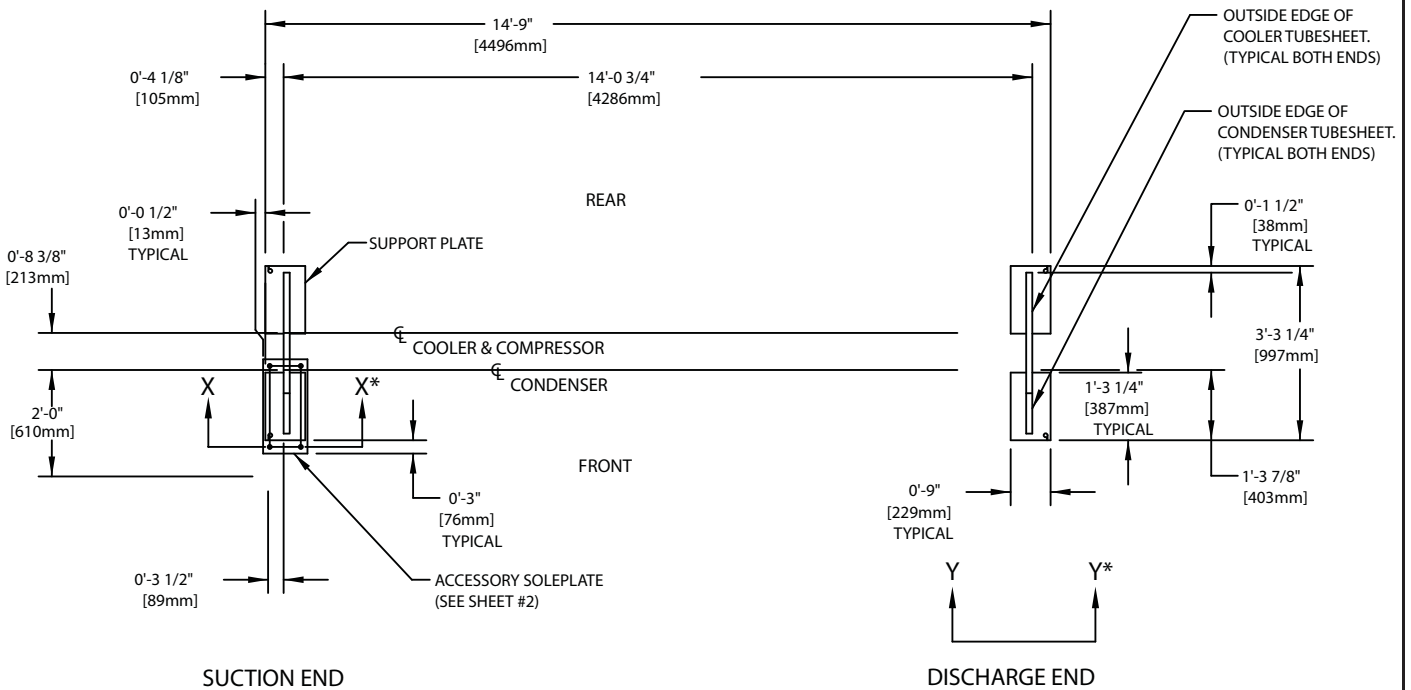 14'-9"
[4496mm]
OUTSIDE EDGE OF
COOLER TUBESHEET.
(TYPICAL BOTH ENDS)
0'-4 1/8"
[105mm]
14'-0 3/4"
[4286mm]
OUTSIDE EDGE OF
CONDENSER TUBESHEET.
(TYPICAL BOTH ENDS)
REAR
0'-0 1/2"
[13mm]
TYPICAL
0'-1 1/2"
[38mm]
TYPICAL
SUPPORT PLATE
0'-8 3/8"
[213mm]
℄ COOLER & COMPRESSOR
3'-3 1/4"
[997mm]
℄ CONDENSER
X X*
1'-3 1/4"
[387mm]
TYPICAL
2'-0"
[610mm]
FRONT
1'-3 7/8"
[403mm]
0'-3"
[76mm]
TYPICAL
0'-9"
[229mm]
TYPICAL
0'-3 1/2"
[89mm]
ACCESSORY SOLEPLATE
(SEE SHEET #2)
Y Y*
SUCTION END
DISCHARGE END